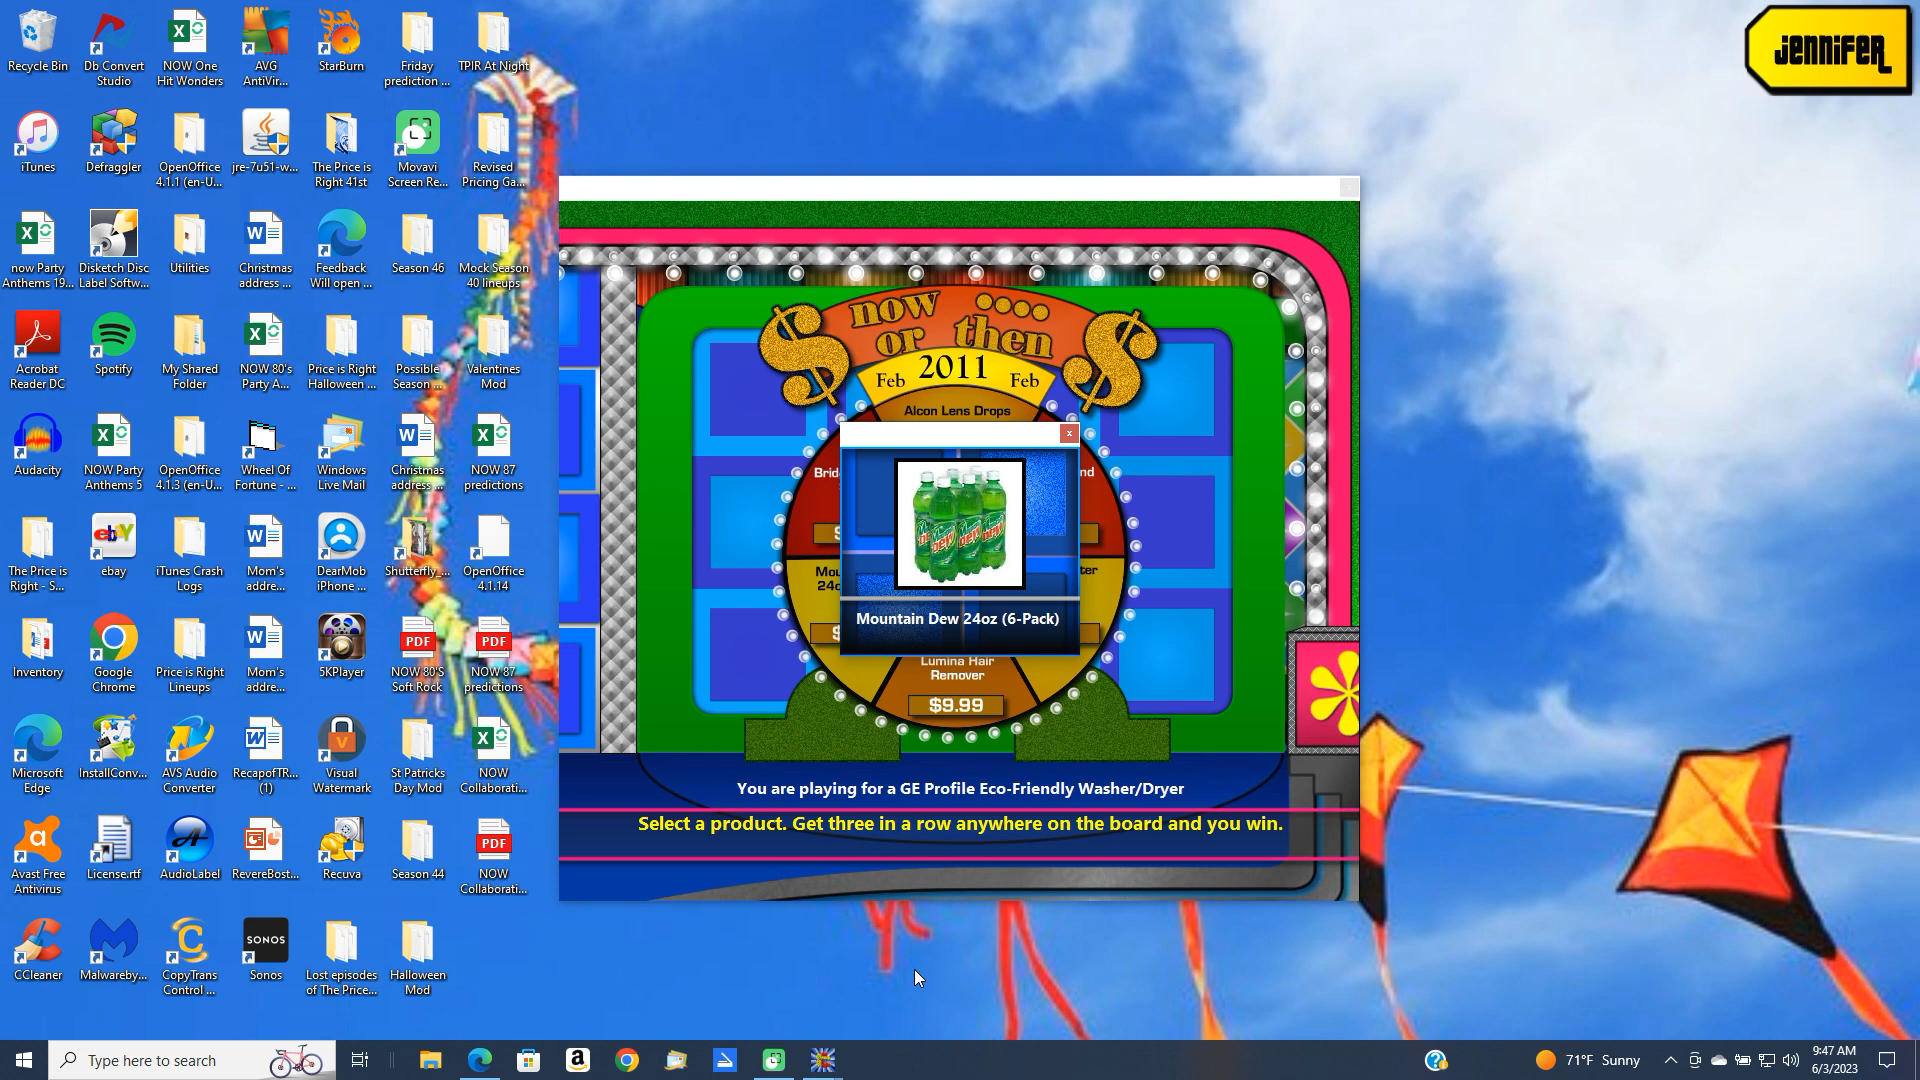 Recycle Bin
Db Convert
Studio
NOW One
Hit Wonders
AVG
AntiVir...
StarBurn
Friday
prediction ...
TPIR At Night
JENNIFER
iTunes
Defraggler
OpenOffice
4.1.1 (en-U...
jre-7u51-w...
The Price is
Right 41st
Movavi
Screen Re...
Revised
Pricing Ga...
now Party
Anthems 19...
Disketch Disc
Label Softw...
Utilities
Christmas
address ...
Feedback
Will open ...
Season 46
Mock Season
40 lineups
Acrobat
Reader DC
Spotify
My Shared
Folder
NOW 80's
Party A...
Price is Right
Halloween ...
Possible
Season ...
Valentines
Mod
Audacity
NOW Party
Anthems 5
OpenOffice
4.1.3 (en-U...
Wheel Of
Fortune - ...
Windows
Live Mail
Christmas
address ...
NOW 87
predictions
The Price is
Right - S...
ebay
iTunes Crash
Logs
Mom's
addre...
DearMob
iPhone ...
Shutterfly_...
OpenOffice
4.1.14
Inventory
Google
Chrome
Price is Right
Lineups
Mom's
addre...
5KPlayer
NOW 80'S
Soft Rock
NOW 87
predictions
Microsoft
Edge
InstallConv...
AVS Audio
Converter
RecapofTR...
(1)
Visual
Watermark
St Patricks
Day Mod
NOW
Collaborati...
Avast Free
Antivirus
License.rtf
AudioLabel
RevereBost...
Recuva
Season 44
NOW
Collaborati...
CCleaner
Malwareby...
CopyTrans
Control ...
SONOS
Sonos
Lost episodes
of The Price...
Halloween
Mod
now
or then
2011
Feb Feb
Alcon Lens Drops
Mountain Dew 24oz (6-Pack)
Lumina Hair
Remover
$9.99
You are playing for a GE Profile Eco-Friendly Washer/Dryer
Select a product. Get three in a row anywhere on the board and you win.
Type here to search
71°F Sunny
9:47 AM
6/3/2023